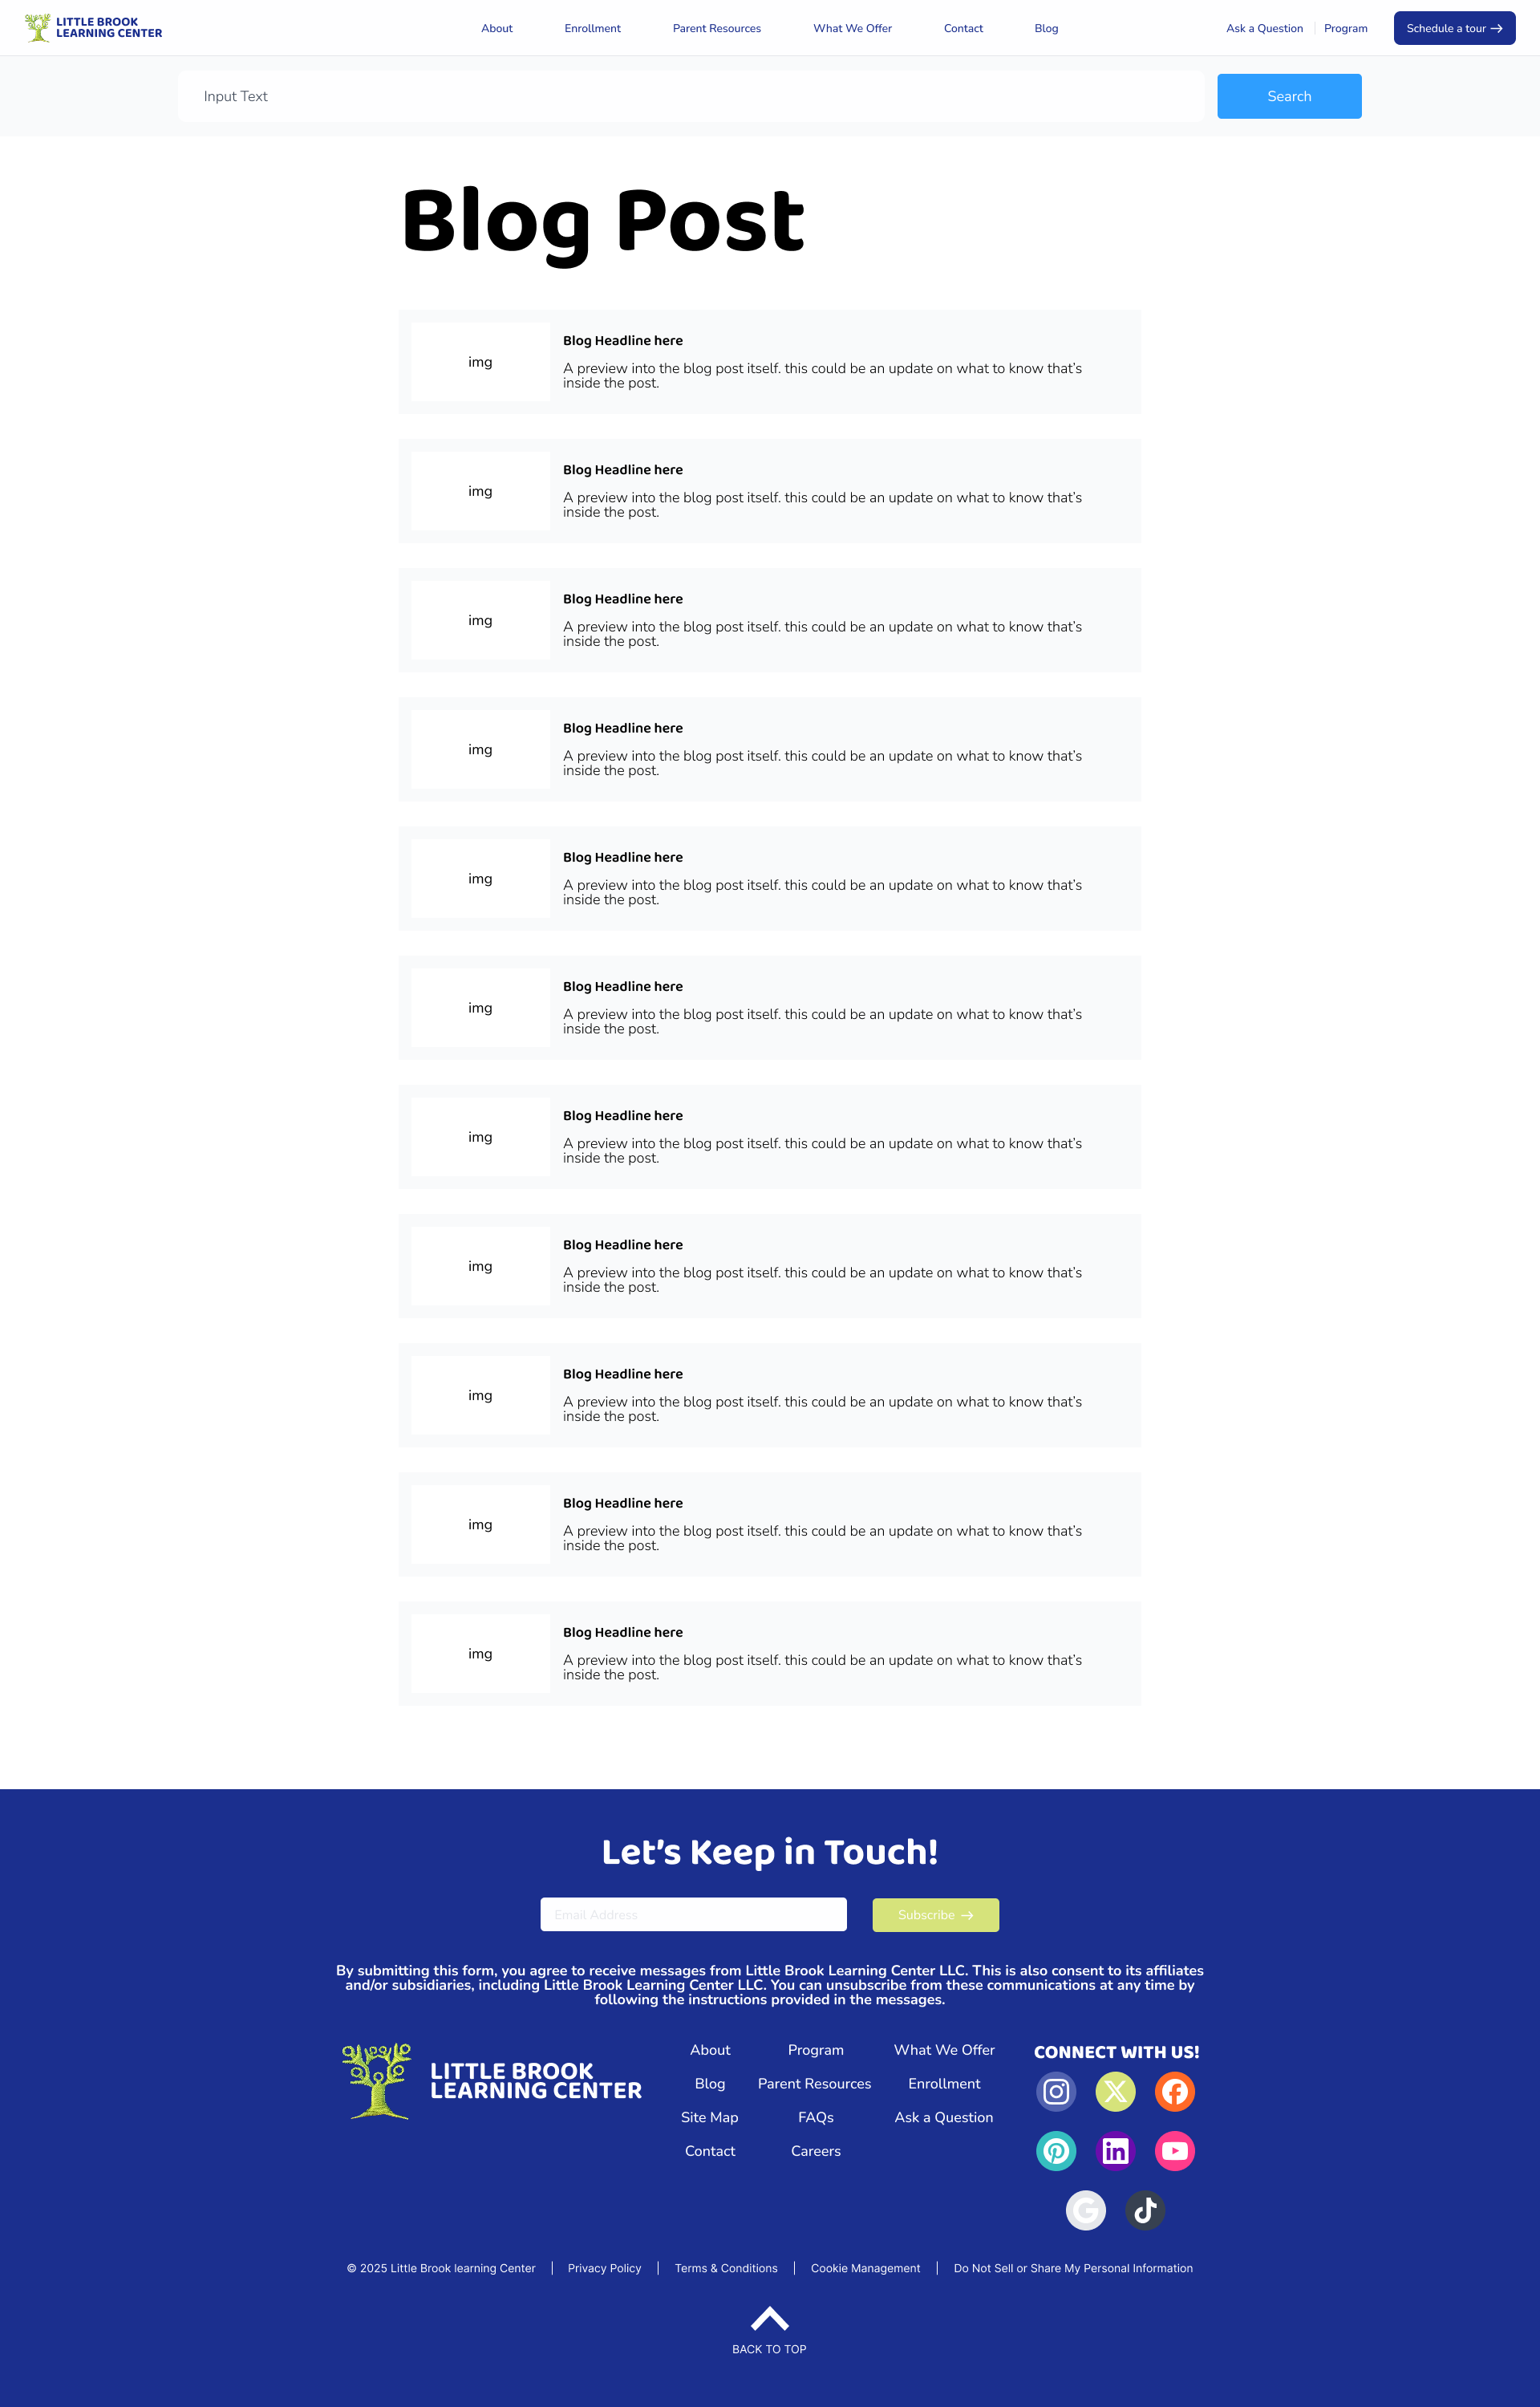 LITTLE BROOK
LEARNING CENTER
About
Enrollment
Parent Resources
What We Offer
Contact
Blog
Ask a Question
Program
Schedule a tour
Input Text
Search
Blog Post
img
Blog Headline here
A preview into the blog post itself. this could be an update on what to know that's
inside the post.
img
Blog Headline here
A preview into the blog post itself. this could be an update on what to know that's
inside the post.
img
Blog Headline here
A preview into the blog post itself. this could be an update on what to know that's
inside the post.
img
Blog Headline here
A preview into the blog post itself. this could be an update on what to know that's
inside the post.
img
Blog Headline here
A preview into the blog post itself. this could be an update on what to know that's
inside the post.
img
Blog Headline here
A preview into the blog post itself. this could be an update on what to know that's
inside the post.
img
Blog Headline here
A preview into the blog post itself. this could be an update on what to know that's
inside the post.
img
Blog Headline here
A preview into the blog post itself. this could be an update on what to know that's
inside the post.
img
Blog Headline here
A preview into the blog post itself. this could be an update on what to know that's
inside the post.
img
Blog Headline here
A preview into the blog post itself. this could be an update on what to know that's
inside the post.
img
Blog Headline here
A preview into the blog post itself. this could be an update on what to know that's
inside the post.
Let's Keep in Touch!
Email Address
Subscribe
By submitting this form, you agree to receive messages from Little Brook Learning Center LLC. This is also consent to its affiliates
and/or subsidiaries, including Little Brook Learning Center LLC. You can unsubscribe from these communications at any time by
following the instructions provided in the messages.
LITTLE BROOK
LEARNING CENTER
About
Blog
Site Map
Contact
Program
Parent Resources
FAQs
Careers
What We Offer
Enrollment
Ask a Question
CONNECT WITH US!
© 2025 Little Brook learning Center
Privacy Policy
Terms & Conditions
Cookie Management
Do Not Sell or Share My Personal Information
BACK TO TOP